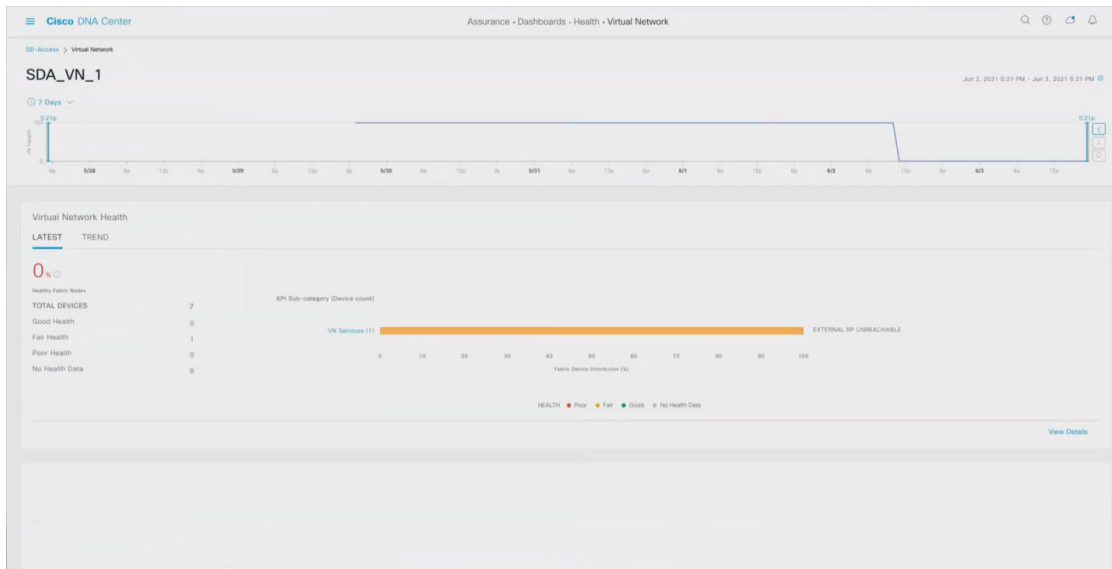 Cisco DNA Center
Assurance • Dashboards • Health • Virtual Network
SD-Access > Virtual Network
SDA_VN_1
Jun 2, 2021 5:21 PM - Jun 3, 2021 5:21 PM
7 Days
5:21p 5:21p
100
VN Health
0
5/28 5/29 5/30 5/31 6/1 6/2 6/3
Virtual Network Health
LATEST TREND
0%
Healthy Fabric Nodes
TOTAL DEVICES 7
Good Health 0
Fair Health 1
Poor Health 0
No Health Data 6
KPI Sub-category (Device count)
VN Services (1) EXTERNAL RP UNREACHABLE
0 10 20 30 40 50 60 70 80 90 100
Fabric Device Distribution (%)
HEALTH Poor Fair Good No Health Data
View Details